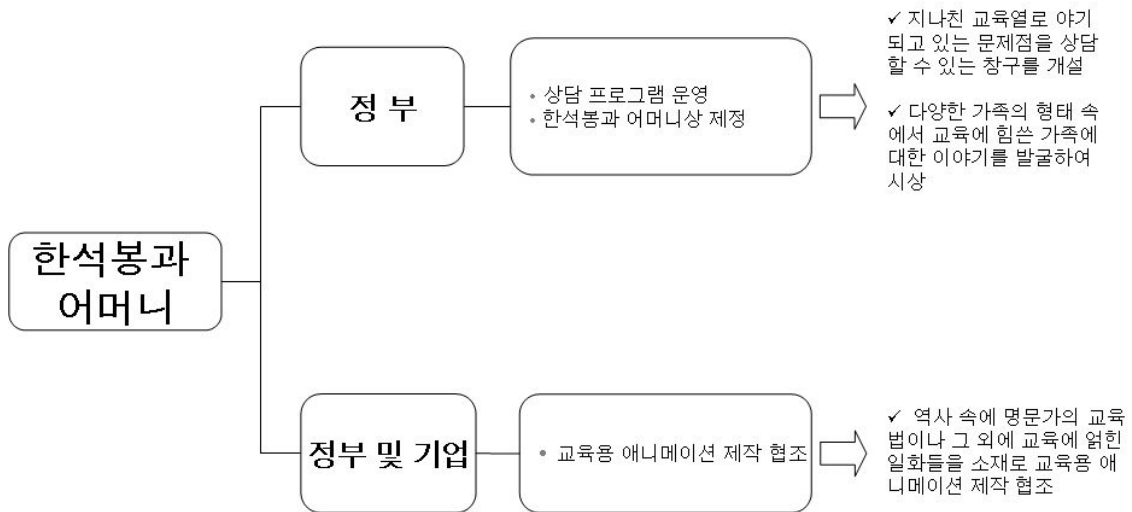 한석봉과
어머니
정 부
• 상담 프로그램 운영
• 한석봉과 어머니상 제정
✓ 지나친 교육열로 야기
되고 있는 문제점을 상담
할 수 있는 창구를 개설
✓ 다양한 가족의 형태 속
에서 교육에 힘쓴 가족에
대한 이야기를 발굴하여
시상
정부 및 기업
• 교육용 애니메이션 제작 협조
✓ 역사 속에 명문가의 교육
법이나 그 외에 교육에 얽힌
일화들을 소재로 교육용 애
니메이션 제작 협조